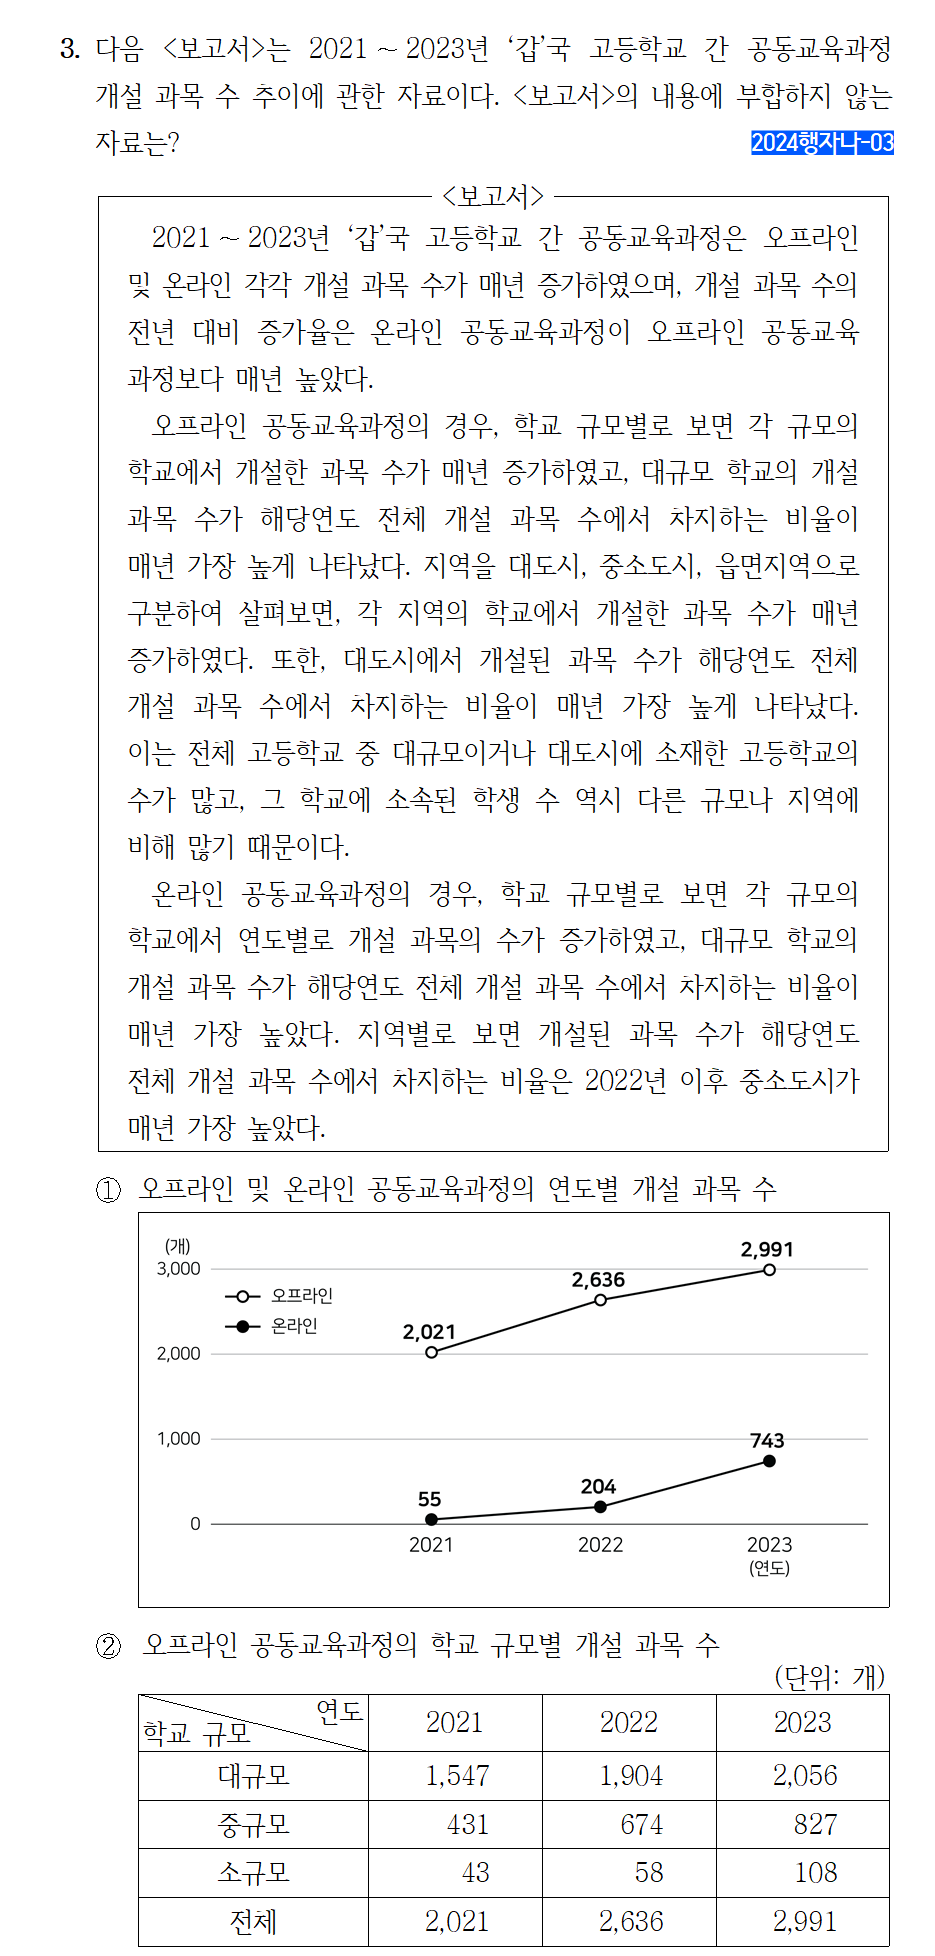 3. 다음 <보고서>는 2021~2023년 ‘갑’국 고등학교 간 공동교육과정
개설 과목 수 추이에 관한 자료이다. <보고서>의 내용에 부합하지 않는
자료는?
2024행자나-03
<보고서>
2021~2023년 ‘갑’국 고등학교 간 공동교육과정은 오프라인
및 온라인 각각 개설 과목 수가 매년 증가하였으며, 개설 과목 수의
전년 대비 증가율은 온라인 공동교육과정이 오프라인 공동교육
과정보다 매년 높았다.
오프라인 공동교육과정의 경우, 학교 규모별로 보면 각 규모의
학교에서 개설한 과목 수가 매년 증가하였고, 대규모 학교의 개설
과목 수가 해당연도 전체 개설 과목 수에서 차지하는 비율이
매년 가장 높게 나타났다. 지역을 대도시, 중소도시, 읍면지역으로
구분하여 살펴보면, 각 지역의 학교에서 개설한 과목 수가 매년
증가하였다. 또한, 대도시에서 개설된 과목 수가 해당연도 전체
개설 과목 수에서 차지하는 비율이 매년 가장 높게 나타났다.
이는 전체 고등학교 중 대규모이거나 대도시에 소재한 고등학교의
수가 많고, 그 학교에 소속된 학생 수 역시 다른 규모나 지역에
비해 많기 때문이다.
온라인 공동교육과정의 경우, 학교 규모별로 보면 각 규모의
학교에서 연도별로 개설 과목의 수가 증가하였고, 대규모 학교의
개설 과목 수가 해당연도 전체 개설 과목 수에서 차지하는 비율이
매년 가장 높았다. 지역별로 보면 개설된 과목 수가 해당연도
전체 개설 과목 수에서 차지하는 비율은 2022년 이후 중소도시가
매년 가장 높았다.
① 오프라인 및 온라인 공동교육과정의 연도별 개설 과목 수
(개)
3,000
2,000
1,000
0
오프라인
온라인
2,021
2,636
2,991
55
204
743
2021 2022 2023
(연도)
② 오프라인 공동교육과정의 학교 규모별 개설 과목 수
(단위: 개)
연도
학교 규모
2021 2022 2023
대규모 1,547 1,904 2,056
중규모 431 674 827
소규모 43 58 108
전체 2,021 2,636 2,991